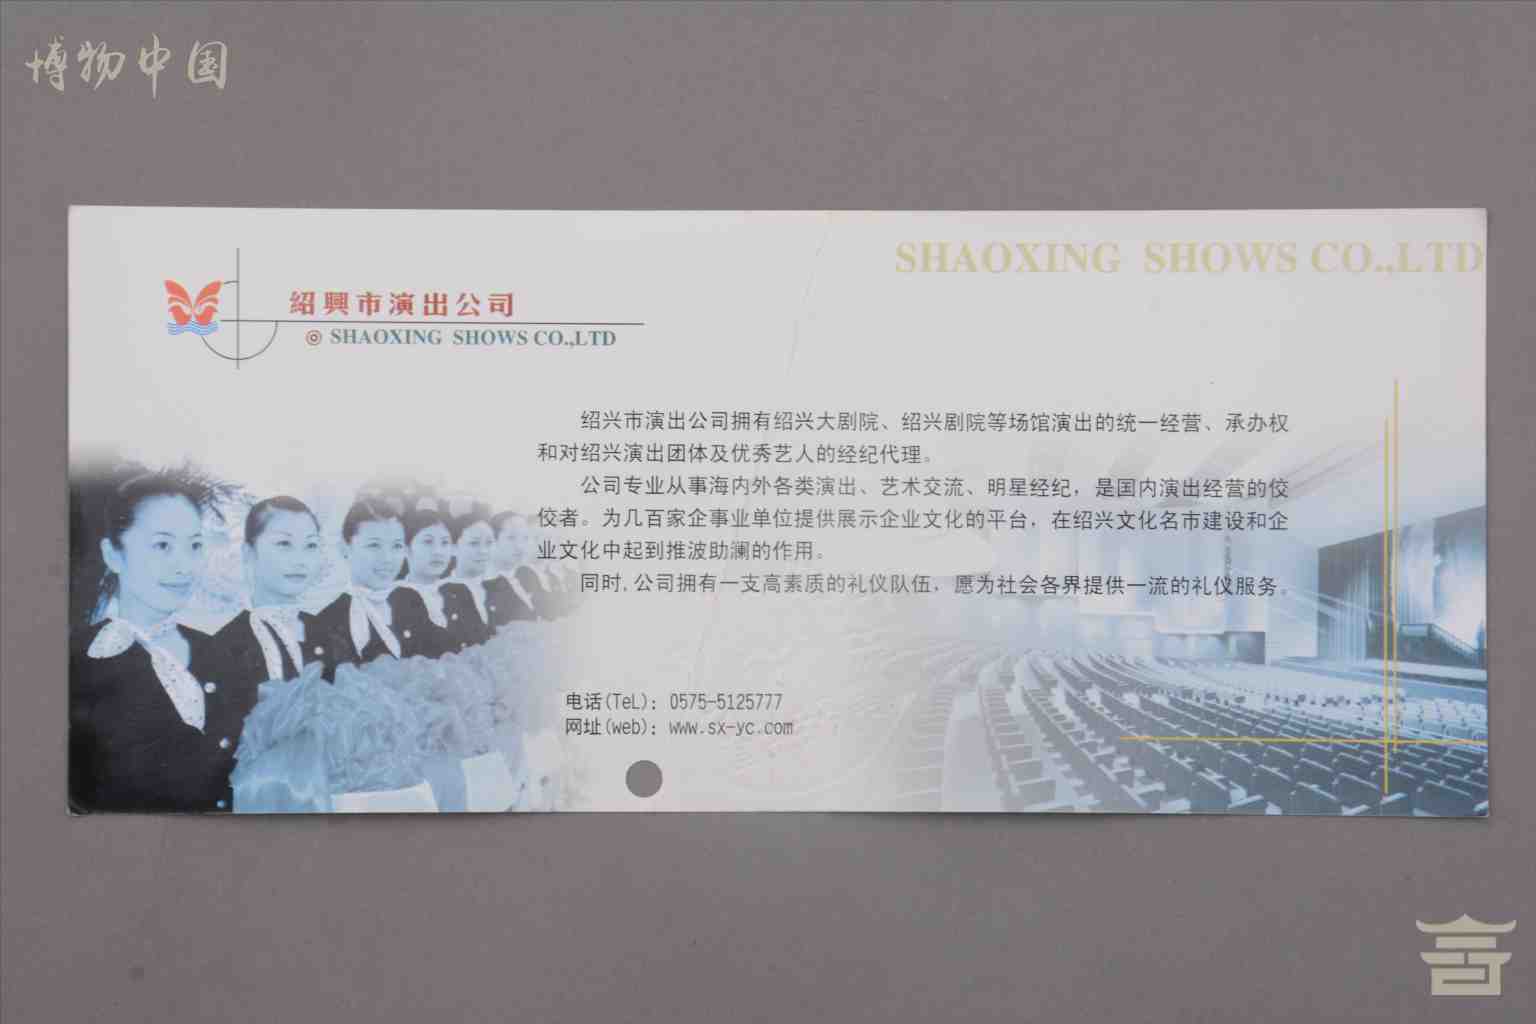 博物中国
SHAOXING SHOWS CO.,LTD
紹興市演出公司
◎ SHAOXING SHOWS CO.,LTD
绍兴市演出公司拥有绍兴大剧院、绍兴剧院等场馆演出的统一经营、承办权
和对绍兴演出团体及优秀艺人的经纪代理。
公司专业从事海内外各类演出、艺术交流、明星经纪，是国内演出经营的佼
佼者。为几百家企事业单位提供展示企业文化的平台，在绍兴文化名市建设和企
业文化中起到推波助澜的作用。
同时，公司拥有一支高素质的礼仪队伍，愿为社会各界提供一流的礼仪服务。
电话(TeL)：0575-5125777
网址(web)：www.sx-yc.com